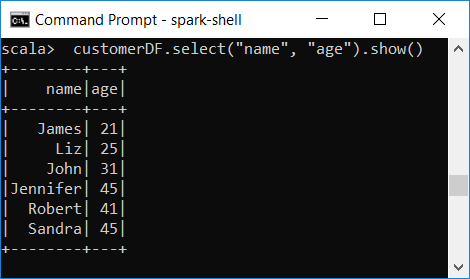 Command Prompt - spark-shell
scala>  customerDF.select("name", "age").show()
+--------+---+
|    name|age|
+--------+---+
|   James| 21|
|     Liz| 25|
|    John| 31|
|Jennifer| 45|
|  Robert| 41|
|  Sandra| 45|
+--------+---+